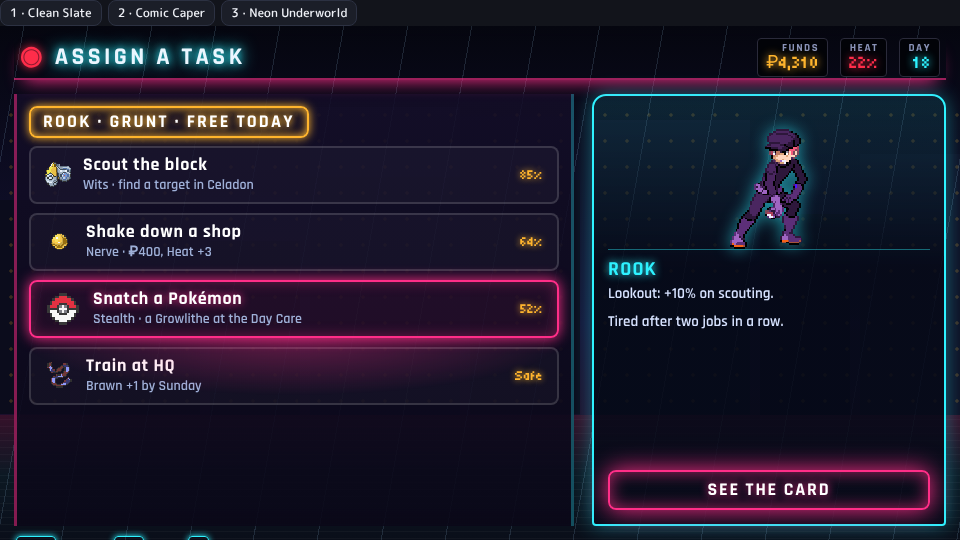 1 · Clean Slate
2 · Comic Caper
3 · Neon Underworld
ASSIGN A TASK
FUNDS
₽4,310
HEAT
22%
DAY
18
ROOK · GRUNT · FREE TODAY
Scout the block
Wits · find a target in Celadon
85%
Shake down a shop
Nerve · ₽400, Heat +3
64%
Snatch a Pokémon
Stealth · a Growlithe at the Day Care
52%
Train at HQ
Brawn +1 by Sunday
Safe
ROOK
Lookout: +10% on scouting.
Tired after two jobs in a row.
SEE THE CARD